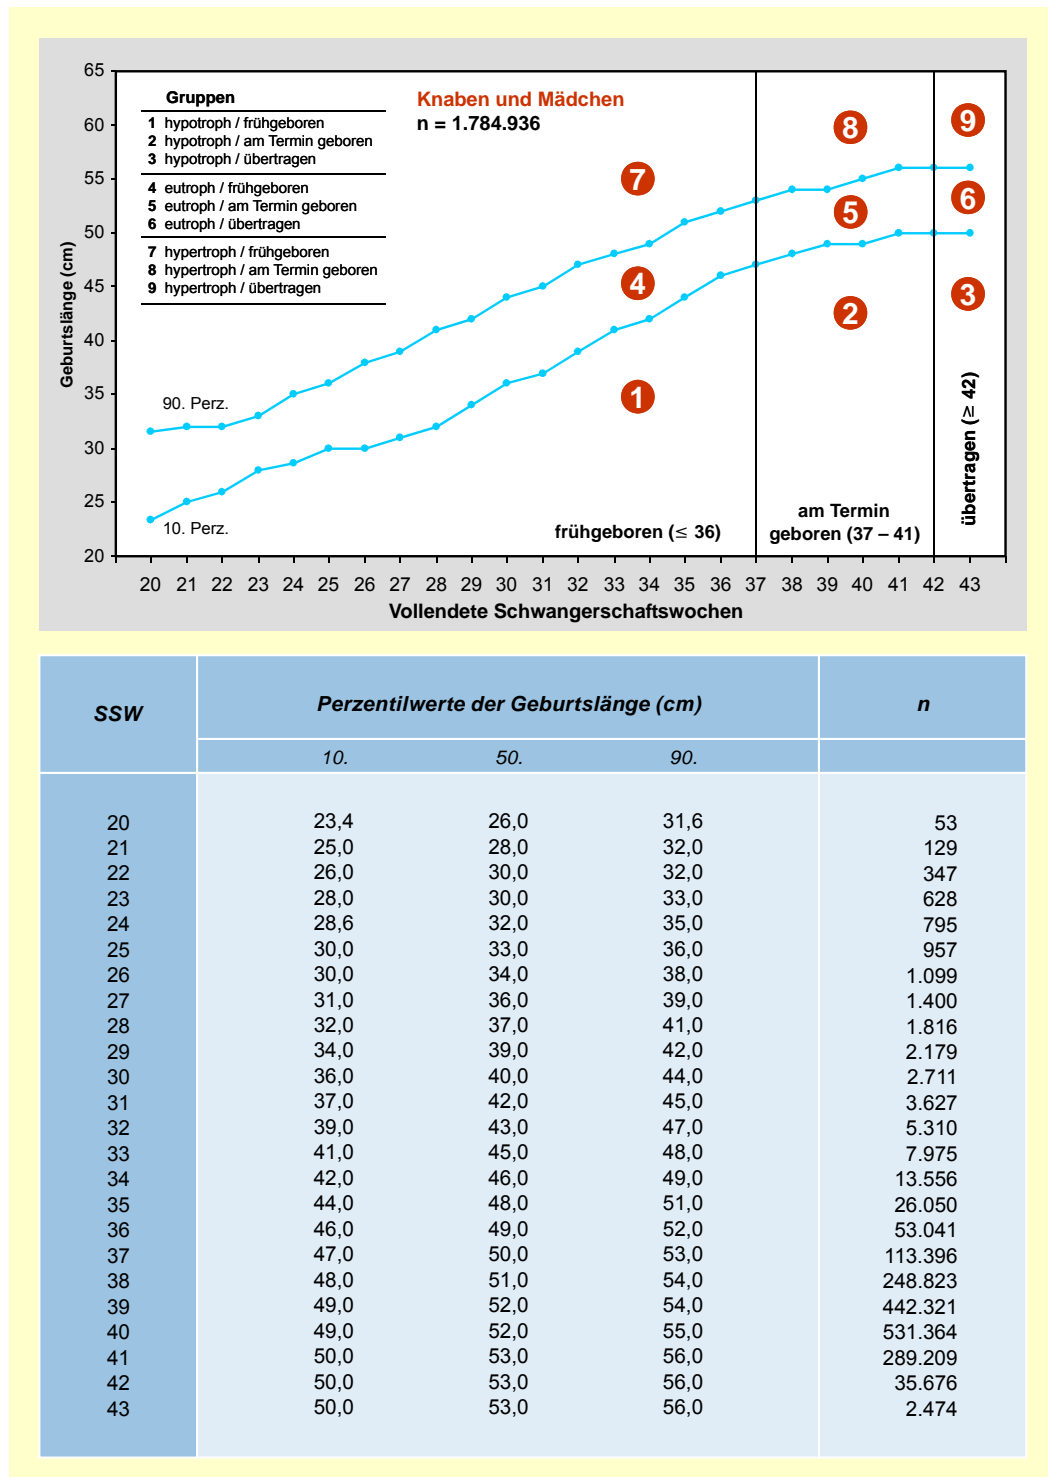 65
60
55
50
45
40
35
30
25
20
Geburtslänge (cm)
Gruppen
1 hypotroph / frühgeboren
2 hypotroph / am Termin geboren
3 hypotroph / übertragen
4 eutroph / frühgeboren
5 eutroph / am Termin geboren
6 eutroph / übertragen
7 hypertroph / frühgeboren
8 hypertroph / am Termin geboren
9 hypertroph / übertragen
Knaben und Mädchen
n = 1.784.936
7
8
9
4
5
6
1
2
3
90. Perz.
10. Perz.
frühgeboren (≤ 36)
am Termin
geboren (37 – 41)
übertragen (≥ 42)
20 21 22 23 24 25 26 27 28 29 30 31 32 33 34 35 36 37 38 39 40 41 42 43
Vollendete Schwangerschaftswochen
SSW Perzentilwerte der Geburtslänge (cm) n
10. 50. 90.
20 23,4 26,0 31,6 53
21 25,0 28,0 32,0 129
22 26,0 30,0 32,0 347
23 28,0 30,0 33,0 628
24 28,6 32,0 35,0 795
25 30,0 33,0 36,0 957
26 30,0 34,0 38,0 1.099
27 31,0 36,0 39,0 1.400
28 32,0 37,0 41,0 1.816
29 34,0 39,0 42,0 2.179
30 36,0 40,0 44,0 2.711
31 37,0 42,0 45,0 3.627
32 39,0 43,0 47,0 5.310
33 41,0 45,0 48,0 7.975
34 42,0 46,0 49,0 13.556
35 44,0 48,0 51,0 26.050
36 46,0 49,0 52,0 53.041
37 47,0 50,0 53,0 113.396
38 48,0 51,0 54,0 248.823
39 49,0 52,0 54,0 442.321
40 49,0 52,0 55,0 531.364
41 50,0 53,0 56,0 289.209
42 50,0 53,0 56,0 35.676
43 50,0 53,0 56,0 2.474